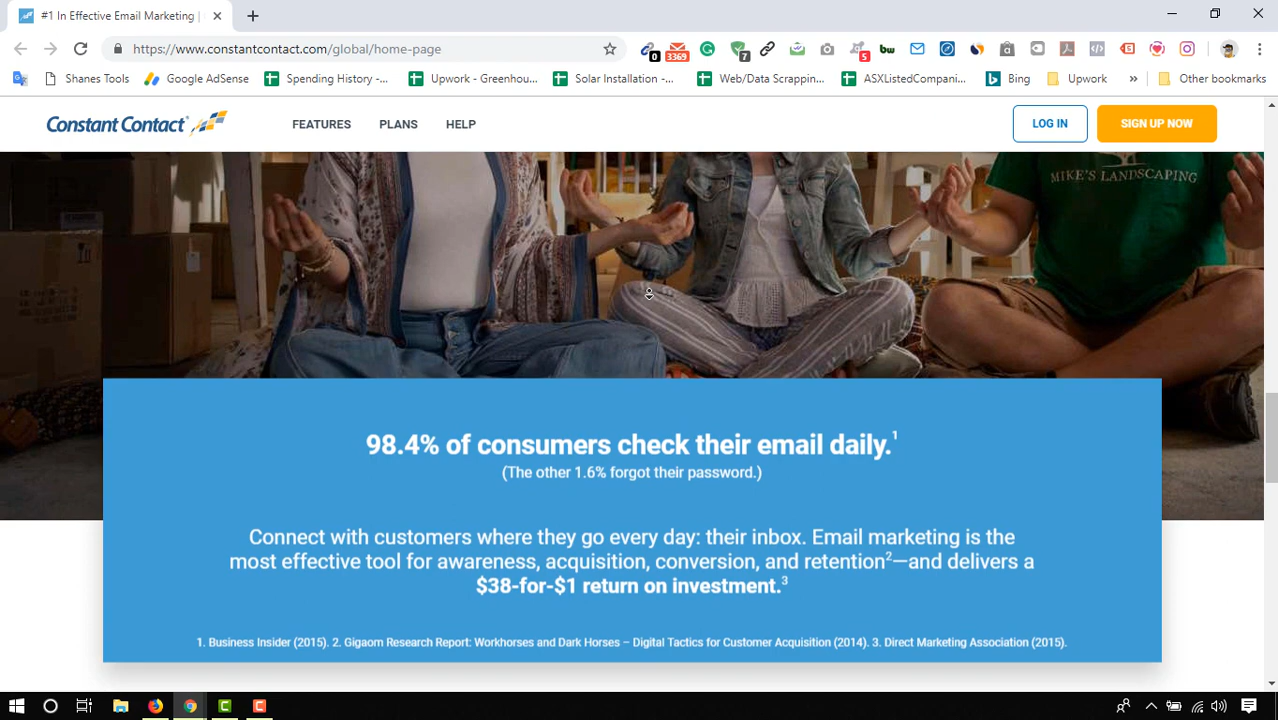 #1 In Effective Email Marketing |
https://www.constantcontact.com/global/home-page
0
3369
7
bw
5
Shanes Tools
Google AdSense
Spending History -...
Upwork - Greenhou...
Solar Installation -...
Web/Data Scrappin...
ASXListedCompani...
Bing
Upwork
»
Other bookmarks
Constant Contact
FEATURES
PLANS
HELP
LOG IN
SIGN UP NOW
MIKE'S LANDSCAPING
98.4% of consumers check their email daily.¹
(The other 1.6% forgot their password.)
Connect with customers where they go every day: their inbox. Email marketing is the
most effective tool for awareness, acquisition, conversion, and retention²—and delivers a
$38-for-$1 return on investment.³
1. Business Insider (2015). 2. Gigaom Research Report: Workhorses and Dark Horses – Digital Tactics for Customer Acquisition (2014). 3. Direct Marketing Association (2015).